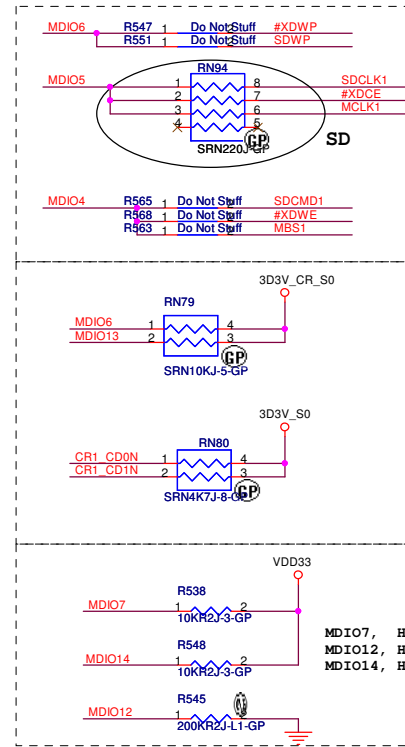 MDIO6 R547 1 Do Not Stuff 2 #XDWP
R551 1 Do Not Stuff 2 SDWP
RN94
MDIO5 1 8 SDCLK1
2 7 #XDCE
3 6 MCLK1
4 5
SRN220J-GP GP SD
MDIO4 R565 1 Do Not Stuff 2 SDCMD1
R568 1 Do Not Stuff 2 #XDWE
R563 1 Do Not Stuff 2 MBS1
3D3V_CR_S0
RN79
MDIO6 1 4
MDIO13 2 3
SRN10KJ-5-GP GP
3D3V_S0
RN80
CR1_CD0N 1 4
CR1_CD1N 2 3
SRN4K7J-8-GP GP
VDD33
R538
MDIO7 1 2
10KR2J-3-GP
MDIO7, H
R548
MDIO12, H
MDIO14 1 2 MDIO14, H
10KR2J-3-GP
R545
MDIO12 1 2
200KR2J-L1-GP